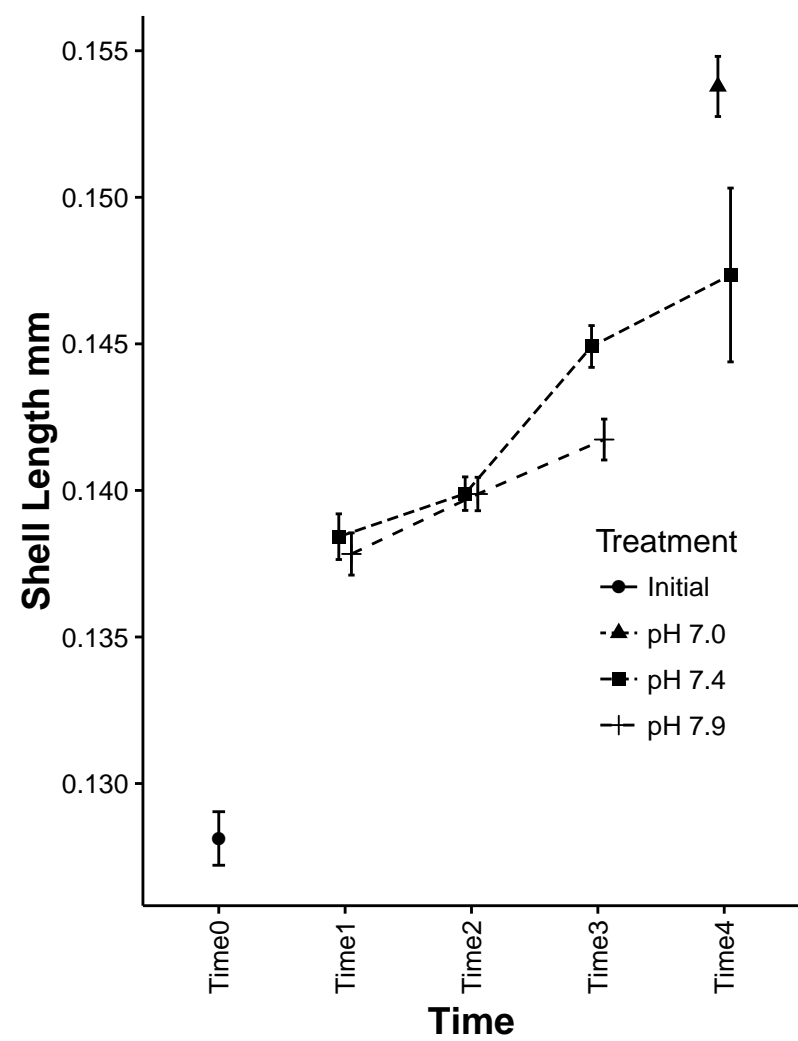 0.155
0.150
0.145
0.140
0.135
0.130
Shell Length mm
Treatment
Initial
pH 7.0
pH 7.4
pH 7.9
Time0
Time1
Time2
Time3
Time4
Time